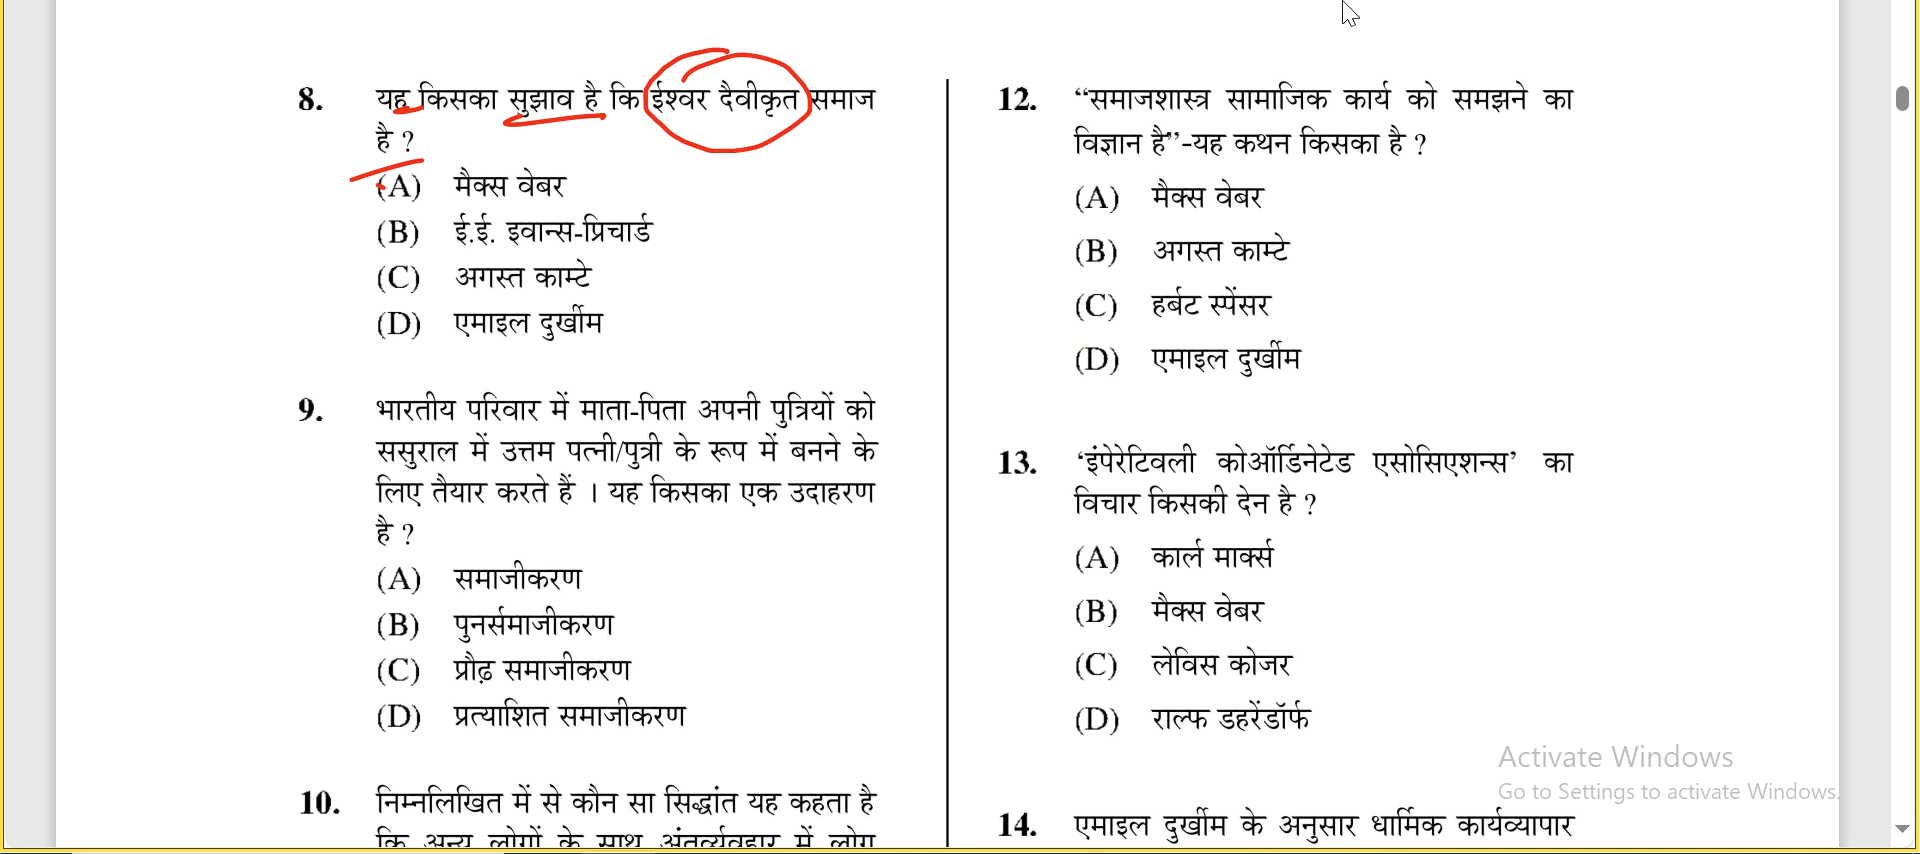 8. यह किसका सुझाव है कि ईश्वर दैवीकृत समाज
है ?
(A) मैक्स वेबर
(B) ई.ई. इवान्स-प्रिचार्ड
(C) अगस्त काम्टे
(D) एमाइल दुर्खीम
9. भारतीय परिवार में माता-पिता अपनी पुत्रियों को
ससुराल में उत्तम पत्नी/पुत्री के रूप में बनने के
लिए तैयार करते हैं । यह किसका एक उदाहरण
है ?
(A) समाजीकरण
(B) पुनर्समाजीकरण
(C) प्रौढ़ समाजीकरण
(D) प्रत्याशित समाजीकरण
10. निम्नलिखित में से कौन सा सिद्धांत यह कहता है
कि अन्य लोगों के साथ अंतर्व्यवहार में लोग
12. “समाजशास्त्र सामाजिक कार्य को समझने का
विज्ञान है”-यह कथन किसका है ?
(A) मैक्स वेबर
(B) अगस्त काम्टे
(C) हर्बट स्पेंसर
(D) एमाइल दुर्खीम
13. ‘इंपेरेटिवली कोऑर्डिनेटेड एसोसिएशन्स’ का
विचार किसकी देन है ?
(A) कार्ल मार्क्स
(B) मैक्स वेबर
(C) लेविस कोजर
(D) राल्फ डहरेंडॉर्फ
14. एमाइल दुर्खीम के अनुसार धार्मिक कार्यव्यापार
Activate Windows
Go to Settings to activate Windows.